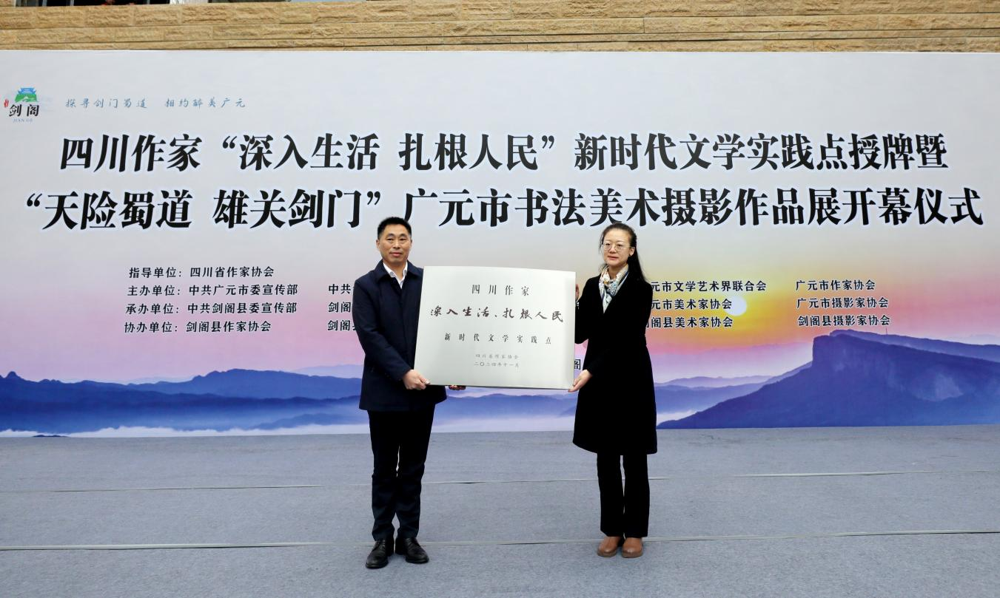 剑阁
JIAN GE
探寻剑门蜀道 相约醉美广元
四川作家“深入生活 扎根人民”新时代文学实践点授牌暨
“天险蜀道 雄关剑门”广元市书法美术摄影作品展开幕仪式
指导单位：四川省作家协会
主办单位：中共广元市委宣传部 中共 元市文学艺术界联合会 广元市作家协会
承办单位：中共剑阁县委宣传部 剑阁 元市美术家协会 广元市摄影家协会
协办单位：剑阁县作家协会 剑阁 阁县美术家协会 剑阁县摄影家协会
阁
四川作家
深入生活、扎根人民
新时代文学实践点
四川省作家协会
二〇二四年十一月